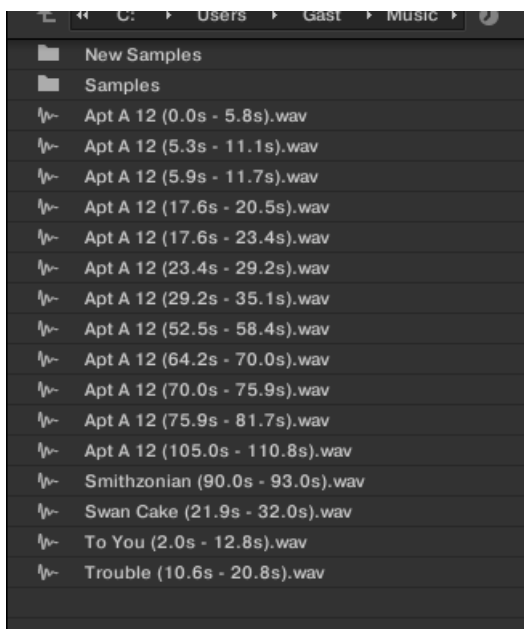 C: Users Gast Music
New Samples
Samples
Apt A 12 (0.0s - 5.8s).wav
Apt A 12 (5.3s - 11.1s).wav
Apt A 12 (5.9s - 11.7s).wav
Apt A 12 (17.6s - 20.5s).wav
Apt A 12 (17.6s - 23.4s).wav
Apt A 12 (23.4s - 29.2s).wav
Apt A 12 (29.2s - 35.1s).wav
Apt A 12 (52.5s - 58.4s).wav
Apt A 12 (64.2s - 70.0s).wav
Apt A 12 (70.0s - 75.9s).wav
Apt A 12 (75.9s - 81.7s).wav
Apt A 12 (105.0s - 110.8s).wav
Smithzonian (90.0s - 93.0s).wav
Swan Cake (21.9s - 32.0s).wav
To You (2.0s - 12.8s).wav
Trouble (10.6s - 20.8s).wav